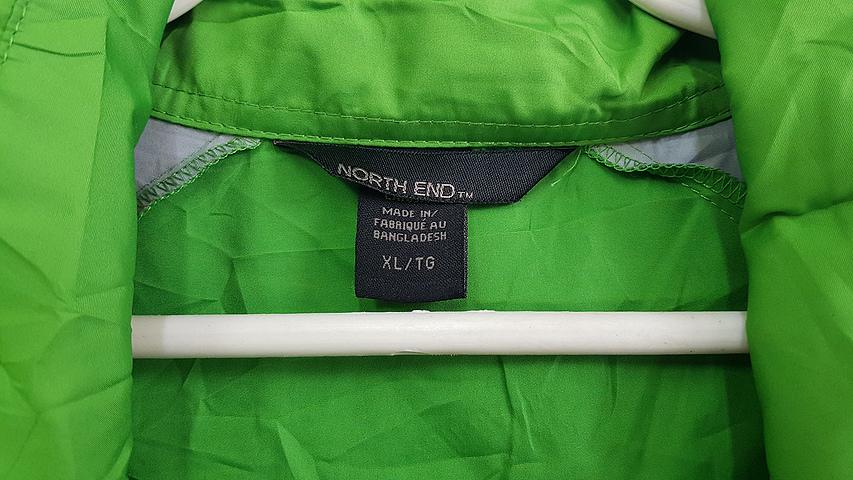 NORTH END™
MADE IN/
FABRIQUÉ AU
BANGLADESH
XL/TG